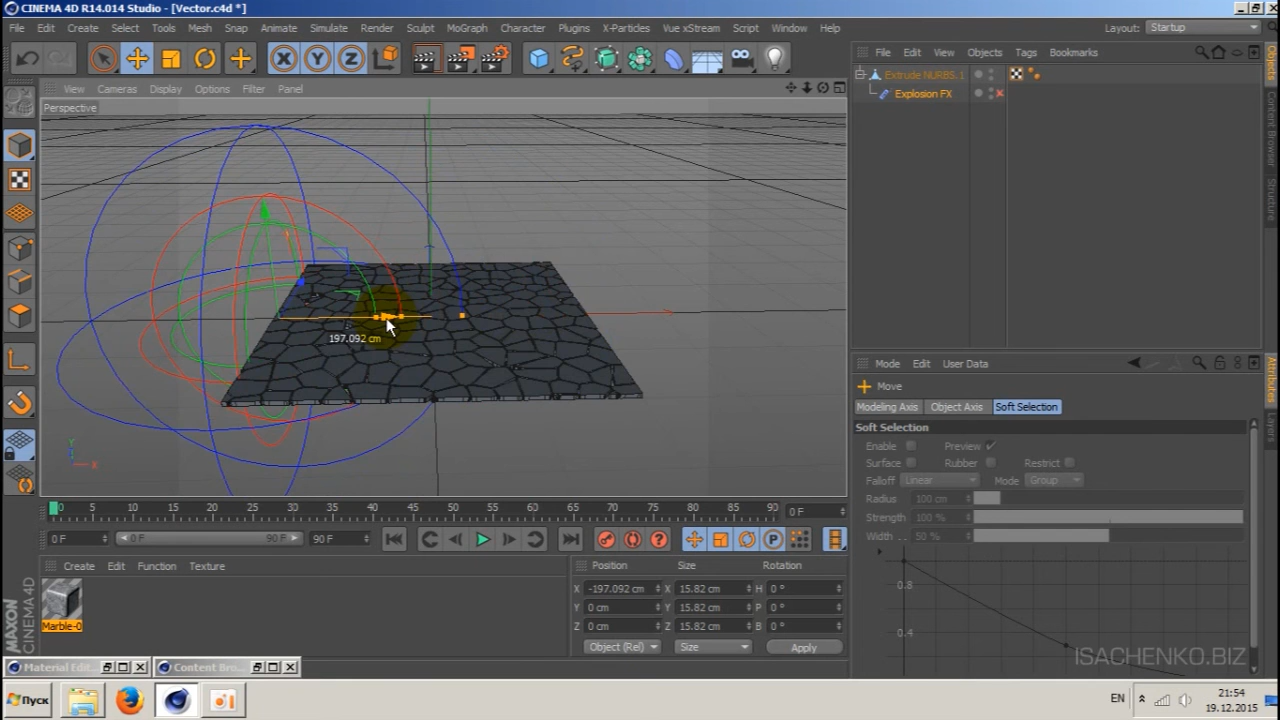 CINEMA 4D R14.014 Studio - [Vector.c4d *]
File Edit Create Select Tools Mesh Snap Animate Simulate Render Sculpt MoGraph Character Plugins X-Particles Vue xStream Script Window Help
Layout: Startup
X Y Z
File Edit View Objects Tags Bookmarks
Objects
Content Browser
Structure
View Cameras Display Options Filter Panel
Perspective
Extrude NURBS.1
Explosion FX
197.092 cm
Y
Z X
Mode Edit User Data
Attributes
Layers
Move
Modeling Axis Object Axis Soft Selection
Soft Selection
Enable Preview
Surface Rubber Restrict
Falloff Linear Mode Group
Radius 100 cm
Strength 100 %
Width . . 50 %
0.8
0.4
0 5 10 15 20 25 30 35 40 45 50 55 60 65 70 75 80 85 90 0 F
0 F 0 F 90 F 90 F
Create Edit Function Texture
Marble-0
MAXON
CINEMA 4D
Position Size Rotation
X -197.092 cm X 15.82 cm H 0 °
Y 0 cm Y 15.82 cm P 0 °
Z 0 cm Z 15.82 cm B 0 °
Object (Rel) Size Apply
ISACHENKO.BIZ
Material Edit... Content Bro...
Пуск
EN
21:54
19.12.2015